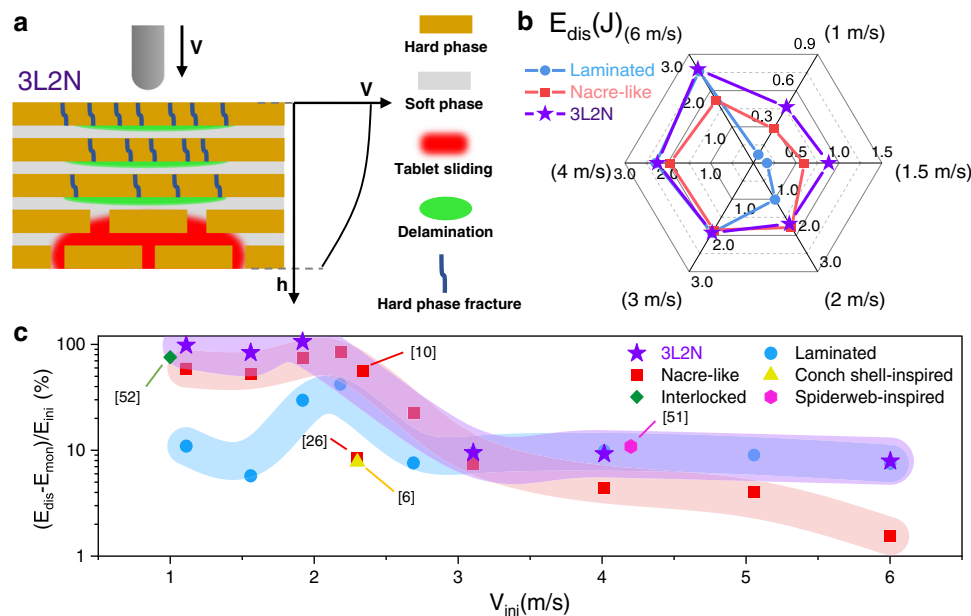 a
V
3L2N
V
h
Hard phase
Soft phase
Tablet sliding
Delamination
Hard phase fracture
b
E_dis(J)
(6 m/s)
(1 m/s)
Laminated
Nacre-like
3L2N
3.0
0.9
2.0
0.6
1.0
0.3
(4 m/s)
3.0
2.0
1.0
0.5
1.0
1.5
(1.5 m/s)
1.0
1.0
2.0
2.0
3.0
3.0
(3 m/s)
(2 m/s)
c
(E_dis-E_mon)/E_ini (%)
100
10
1
[52]
[10]
[26]
[6]
[51]
3L2N
Nacre-like
Interlocked
Laminated
Conch shell-inspired
Spiderweb-inspired
1 2 3 4 5 6
V_ini(m/s)